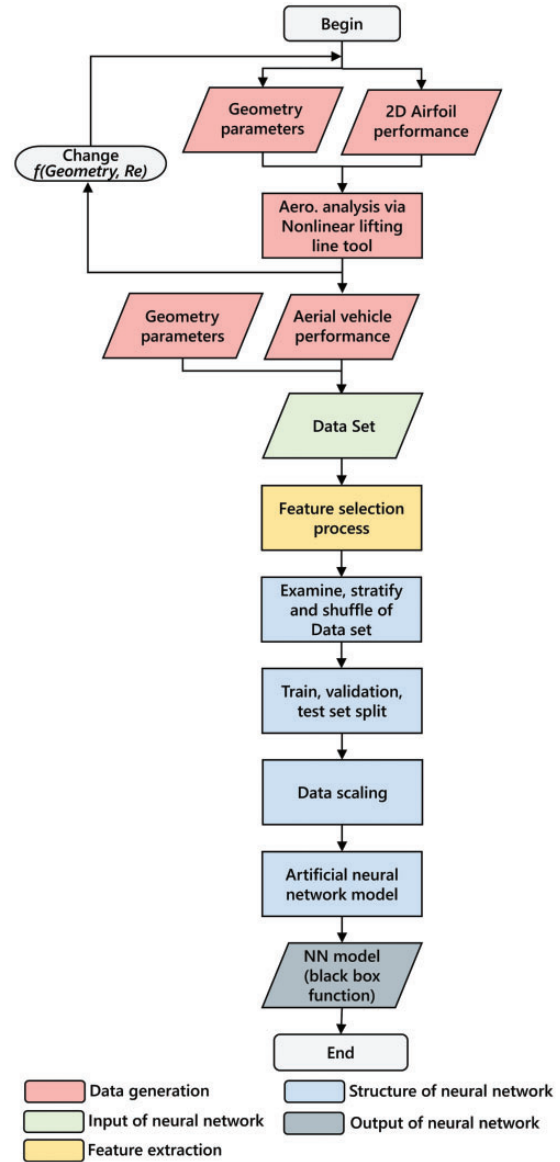 Begin
Geometry
parameters
2D Airfoil
performance
Change
f(Geometry, Re)
Aero. analysis via
Nonlinear lifting
line tool
Geometry
parameters
Aerial vehicle
performance
Data Set
Feature selection
process
Examine, stratify
and shuffle of
Data set
Train, validation,
test set split
Data scaling
Artificial neural
network model
NN model
(black box
function)
End
Data generation
Structure of neural network
Input of neural network
Output of neural network
Feature extraction